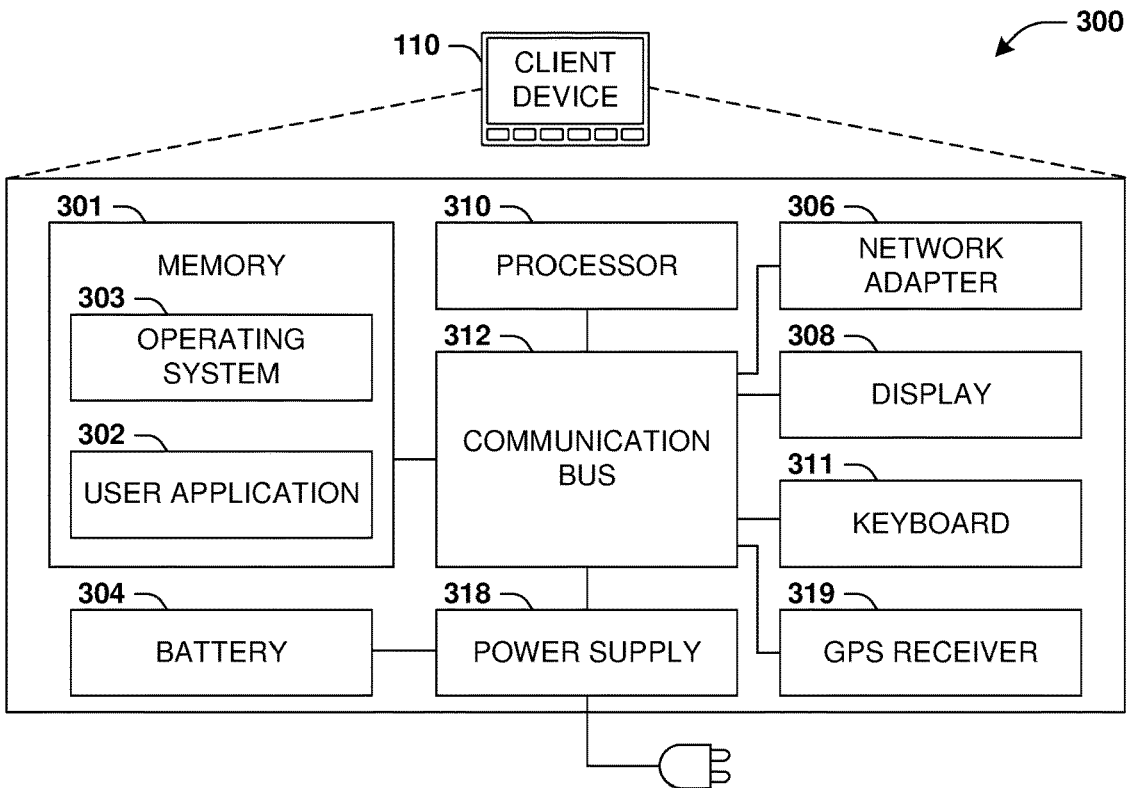 300
110
CLIENT
DEVICE
301
MEMORY
303
OPERATING
SYSTEM
302
USER APPLICATION
310
PROCESSOR
312
COMMUNICATION
BUS
306
NETWORK
ADAPTER
308
DISPLAY
311
KEYBOARD
304
BATTERY
318
POWER SUPPLY
319
GPS RECEIVER